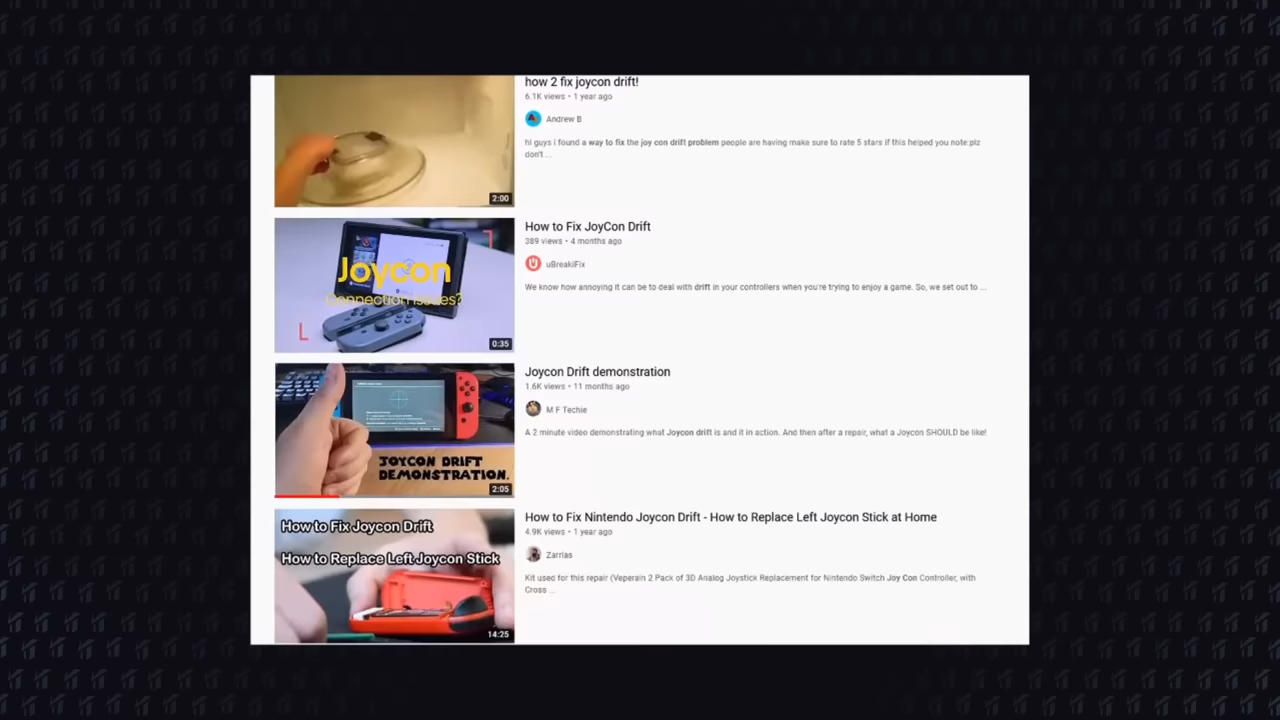 how 2 fix joycon drift!
6.1K views • 1 year ago
Andrew B
hi guys i found a way to fix the joy con drift problem people are having make sure to rate 5 stars if this helped you note:plz
don't ...
2:00
Joycon
Connection Issues?
0:35
How to Fix JoyCon Drift
389 views • 4 months ago
uBreakiFix
We know how annoying it can be to deal with drift in your controllers when you're trying to enjoy a game. So, we set out to ...
JOYCON DRIFT
DEMONSTRATION.
2:05
Joycon Drift demonstration
1.6K views • 11 months ago
M F Techie
A 2 minute video demonstrating what Joycon drift is and it in action. And then after a repair, what a Joycon SHOULD be like!
How to Fix Joycon Drift
How to Replace Left Joycon Stick
14:25
How to Fix Nintendo Joycon Drift - How to Replace Left Joycon Stick at Home
4.9K views • 1 year ago
Zarrias
Kit used for this repair (Veperain 2 Pack of 3D Analog Joystick Replacement for Nintendo Switch Joy Con Controller, with
Cross ...